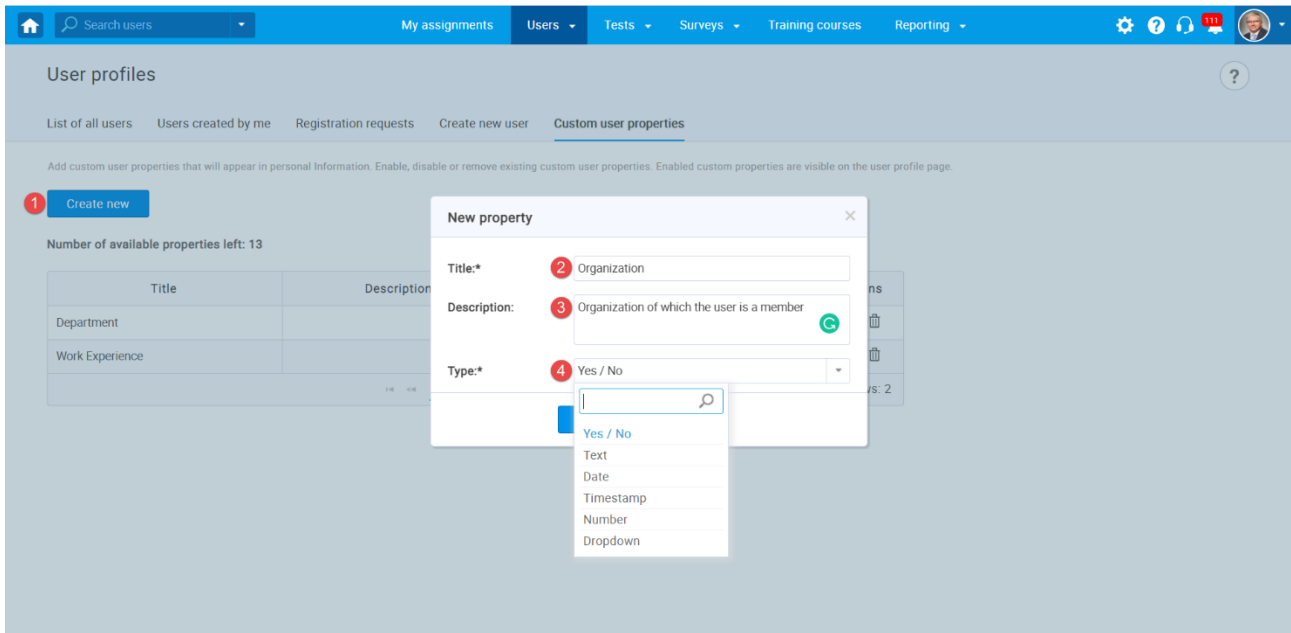 Search users
My assignments Users Tests Surveys Training courses Reporting
111
User profiles
?
List of all users Users created by me Registration requests Create new user Custom user properties
Add custom user properties that will appear in personal Information. Enable, disable or remove existing custom user properties. Enabled custom properties are visible on the user profile page.
1 Create new
Number of available properties left: 13
Title Description ns
Department
Work Experience
rs: 2
New property
Title:* 2 Organization
Description: 3 Organization of which the user is a member
Type:* 4 Yes / No
Yes / No
Text
Date
Timestamp
Number
Dropdown